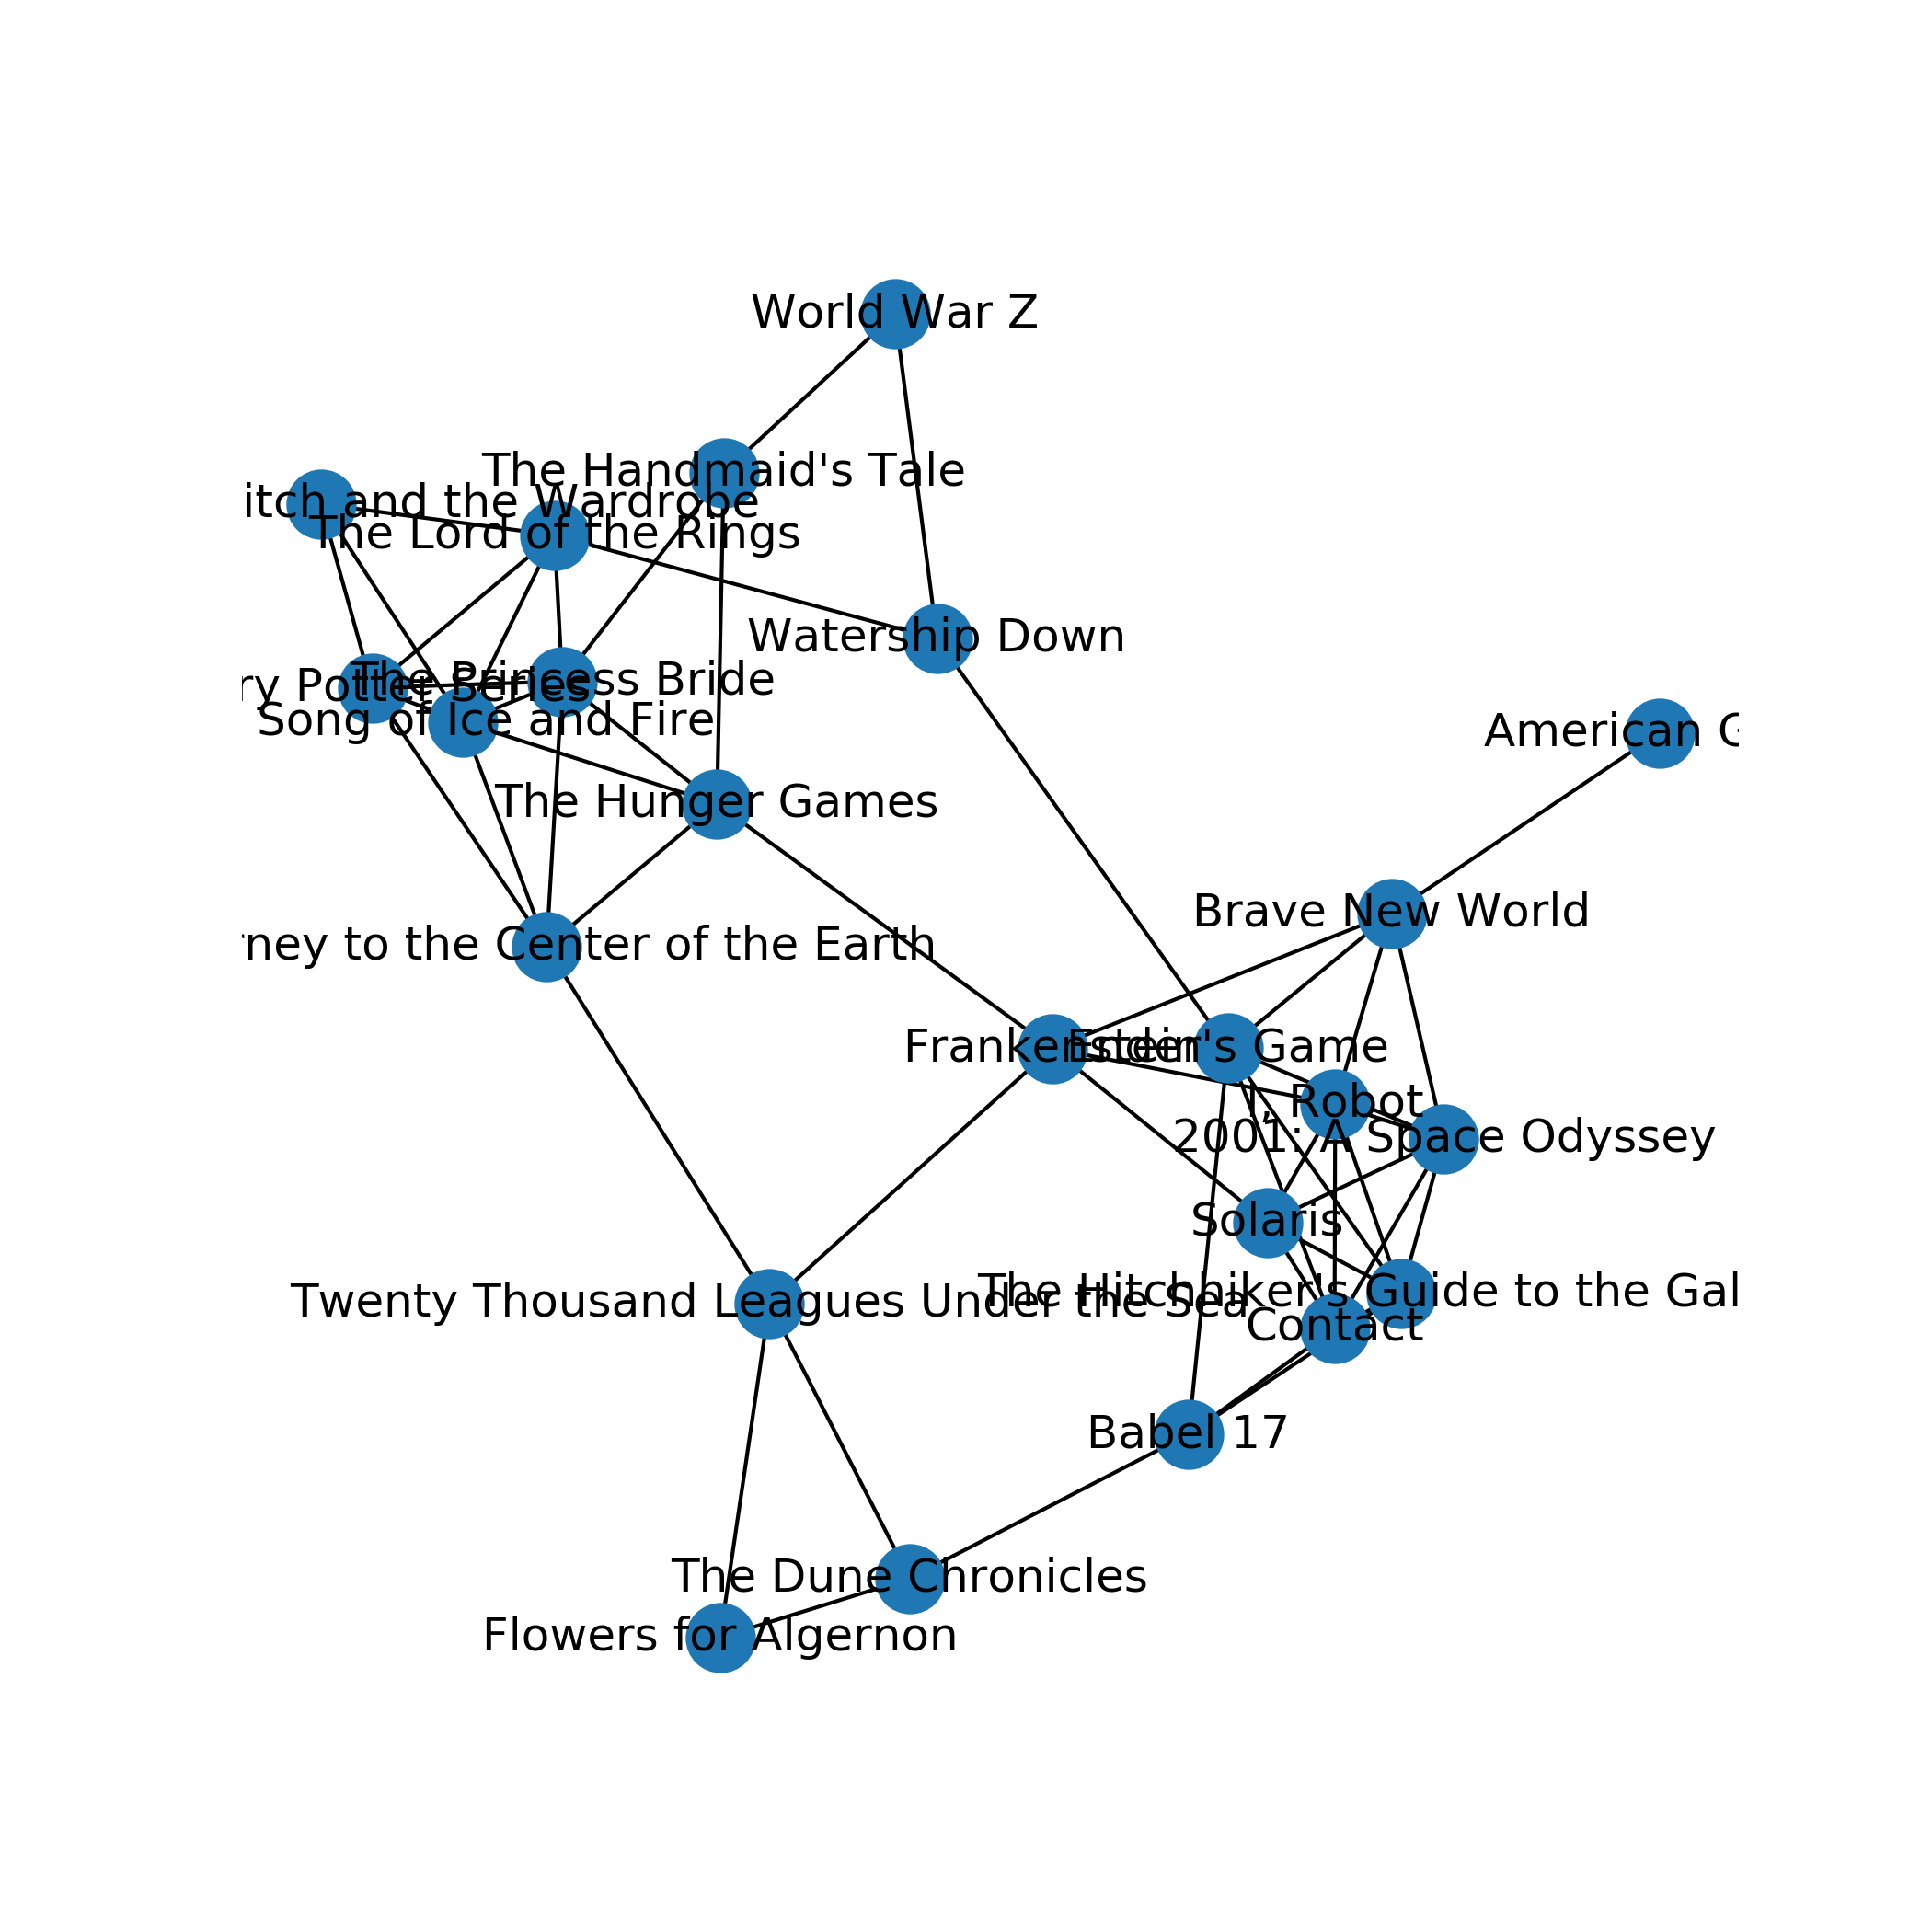 World War Z
The Handmaid's Tale
itch and the Wardrobe
The Lord of the Rings
Watership Down
The Princess Bride
ry Potter Series
Song of Ice and Fire
American G
The Hunger Games
Brave New World
ney to the Center of the Earth
Frankenstein
Ender's Game
I, Robot
2001: A Space Odyssey
Solaris
The Hitchhiker's Guide to the Gal
Twenty Thousand Leagues Under the Sea
Contact
Babel 17
The Dune Chronicles
Flowers for Algernon